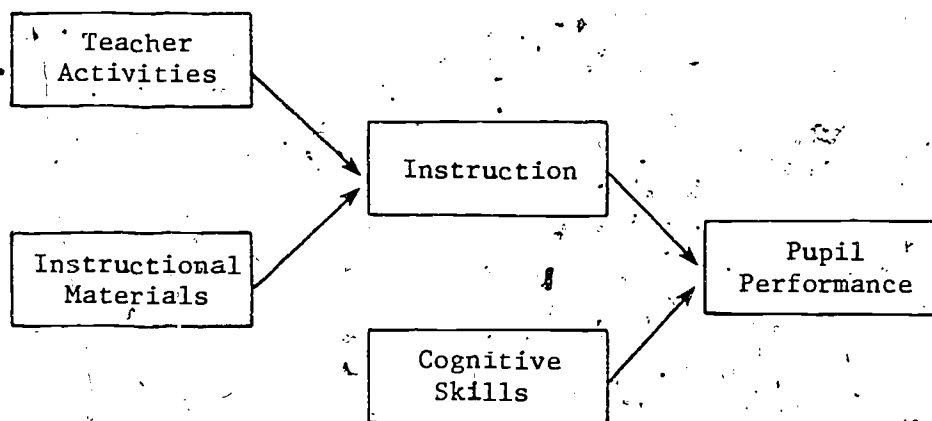 Teacher
Activities
Instruction
Instructional
Materials
Pupil
Performance
Cognitive
Skills